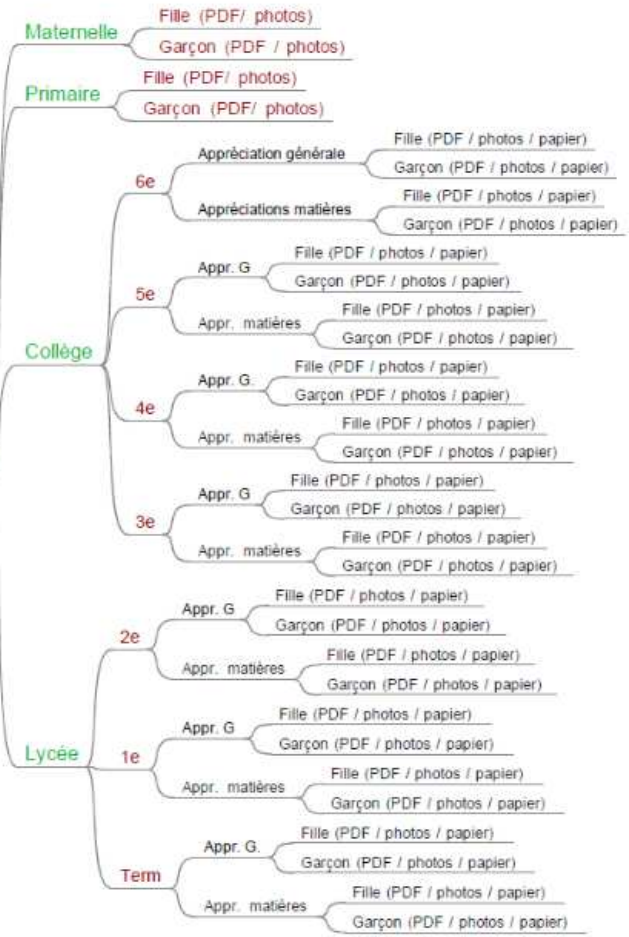 Maternelle
Fille (PDF/ photos)
Garçon (PDF / photos)
Primaire
Fille (PDF/ photos)
Garçon (PDF/ photos)
Collège
6e
Appréciation générale
Fille (PDF / photos / papier)
Garçon (PDF / photos / papier)
Appréciations matières
Fille (PDF / photos / papier)
Garçon (PDF / photos / papier)
5e
Appr. G
Fille (PDF / photos / papier)
Garçon (PDF / photos / papier)
Appr. matières
Fille (PDF / photos / papier)
Garçon (PDF / photos / papier)
4e
Appr. G.
Fille (PDF / photos / papier)
Garçon (PDF / photos / papier)
Appr. matières
Fille (PDF / photos / papier)
Garçon (PDF / photos / papier)
3e
Appr. G
Fille (PDF / photos / papier)
Garçon (PDF / photos / papier)
Appr. matières
Fille (PDF / photos / papier)
Garçon (PDF / photos / papier)
Lycée
2e
Appr. G
Fille (PDF / photos / papier)
Garçon (PDF / photos / papier)
Appr. matières
Fille (PDF / photos / papier)
Garçon (PDF / photos / papier)
1e
Appr. G
Fille (PDF / photos / papier)
Garçon (PDF / photos / papier)
Appr. matières
Fille (PDF / photos / papier)
Garçon (PDF / photos / papier)
Term
Appr. G.
Fille (PDF / photos / papier)
Garçon (PDF / photos / papier)
Appr. matières
Fille (PDF / photos / papier)
Garçon (PDF / photos / papier)